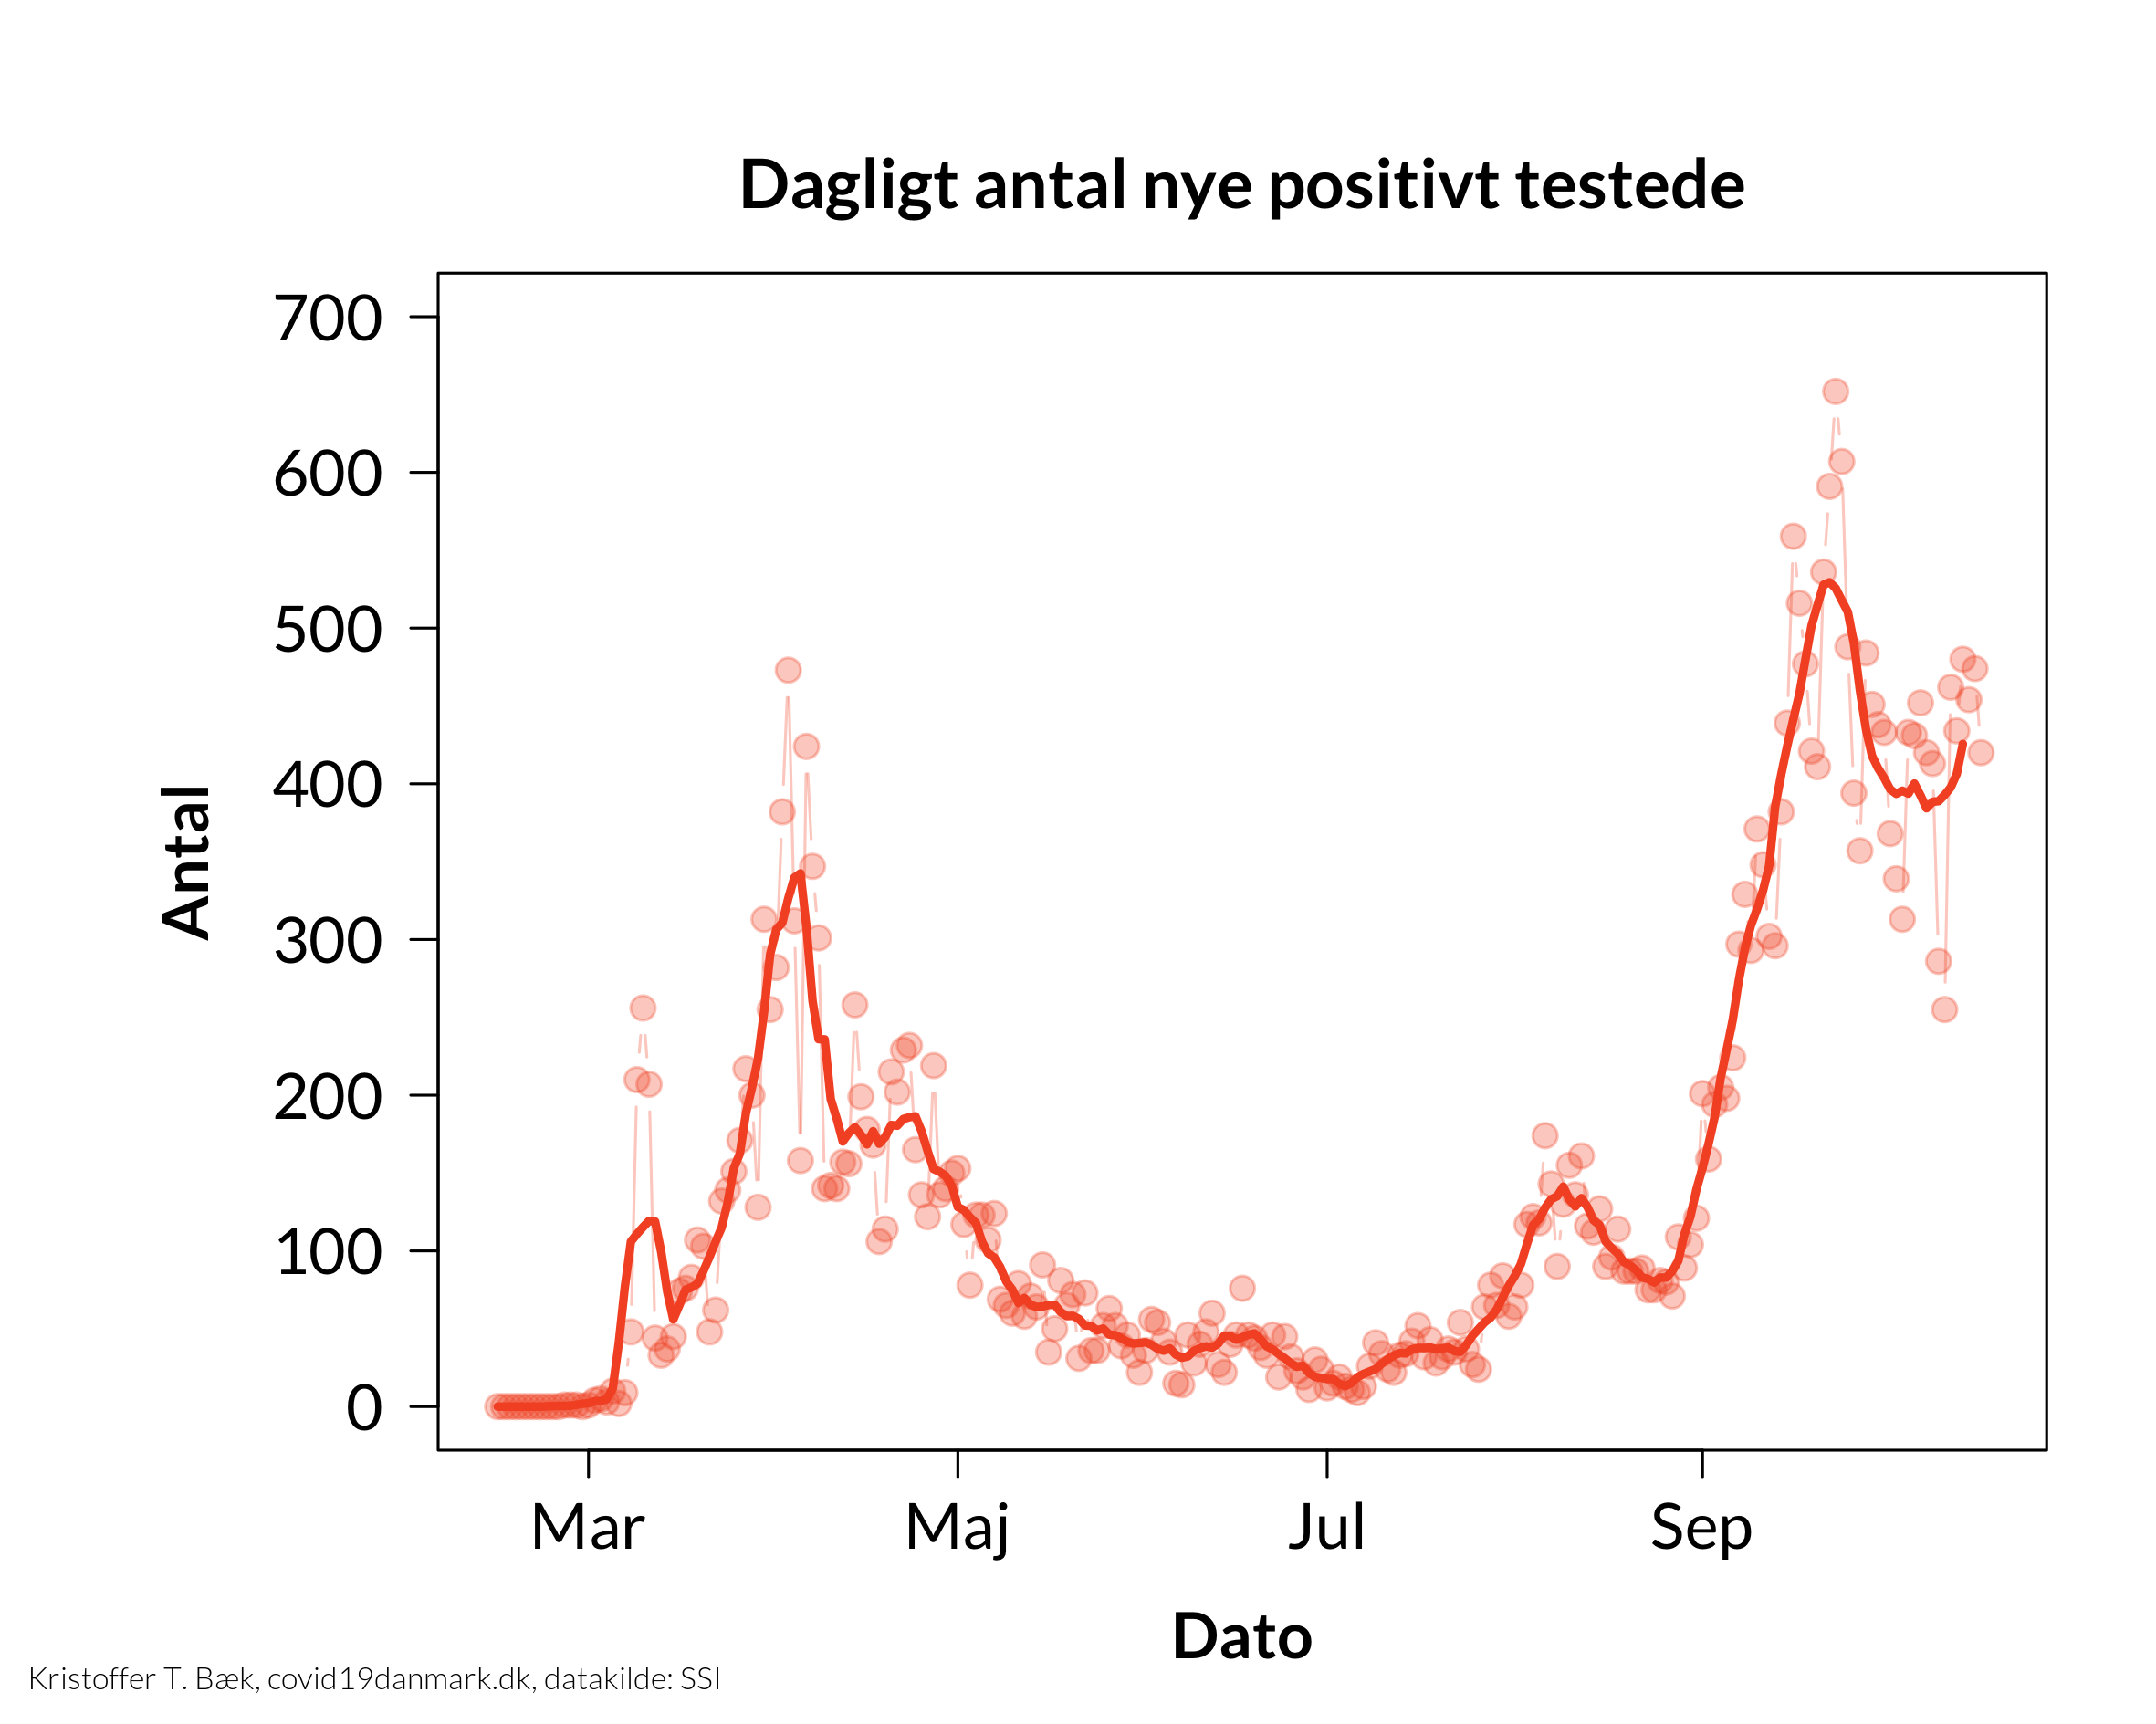 Dagligt antal nye positivt testede
700
600
500
400
300
200
100
0
Antal
Mar Maj Jul Sep
Dato
Kristoffer T. Bæk, covid19danmark.dk, datakilde: SSI